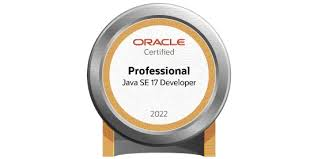 ORACLE
Certified
Professional
Java SE 17 Developer
2022